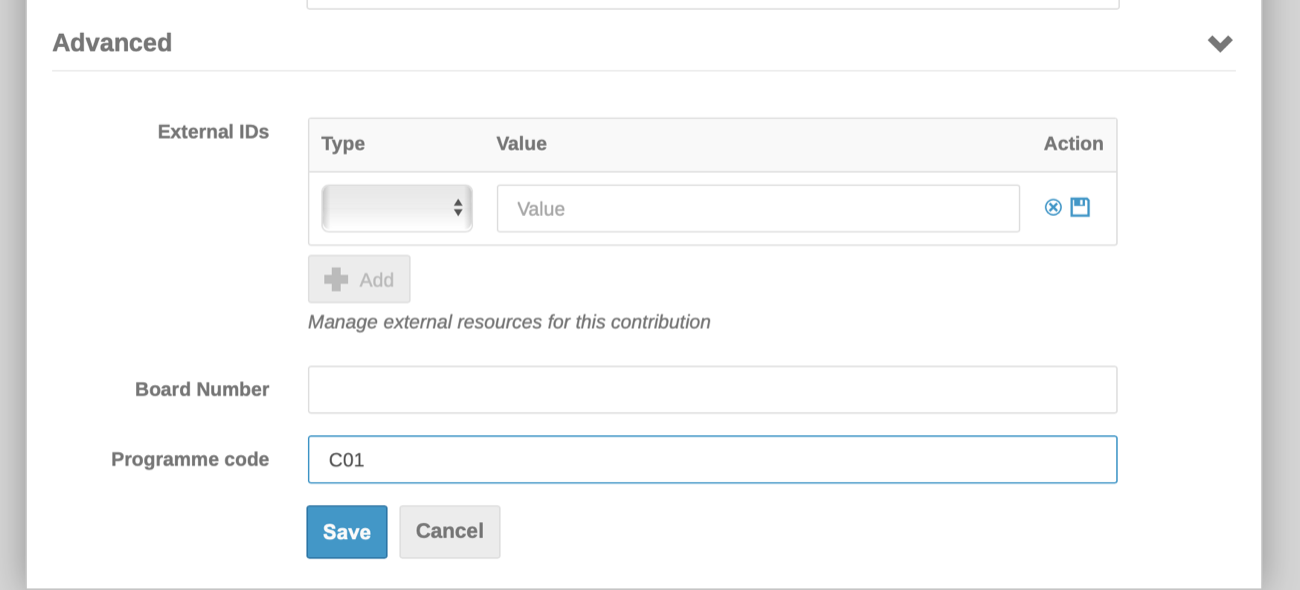 Advanced
External IDs
Type Value Action
Value
Add
Manage external resources for this contribution
Board Number
Programme code C01
Save Cancel